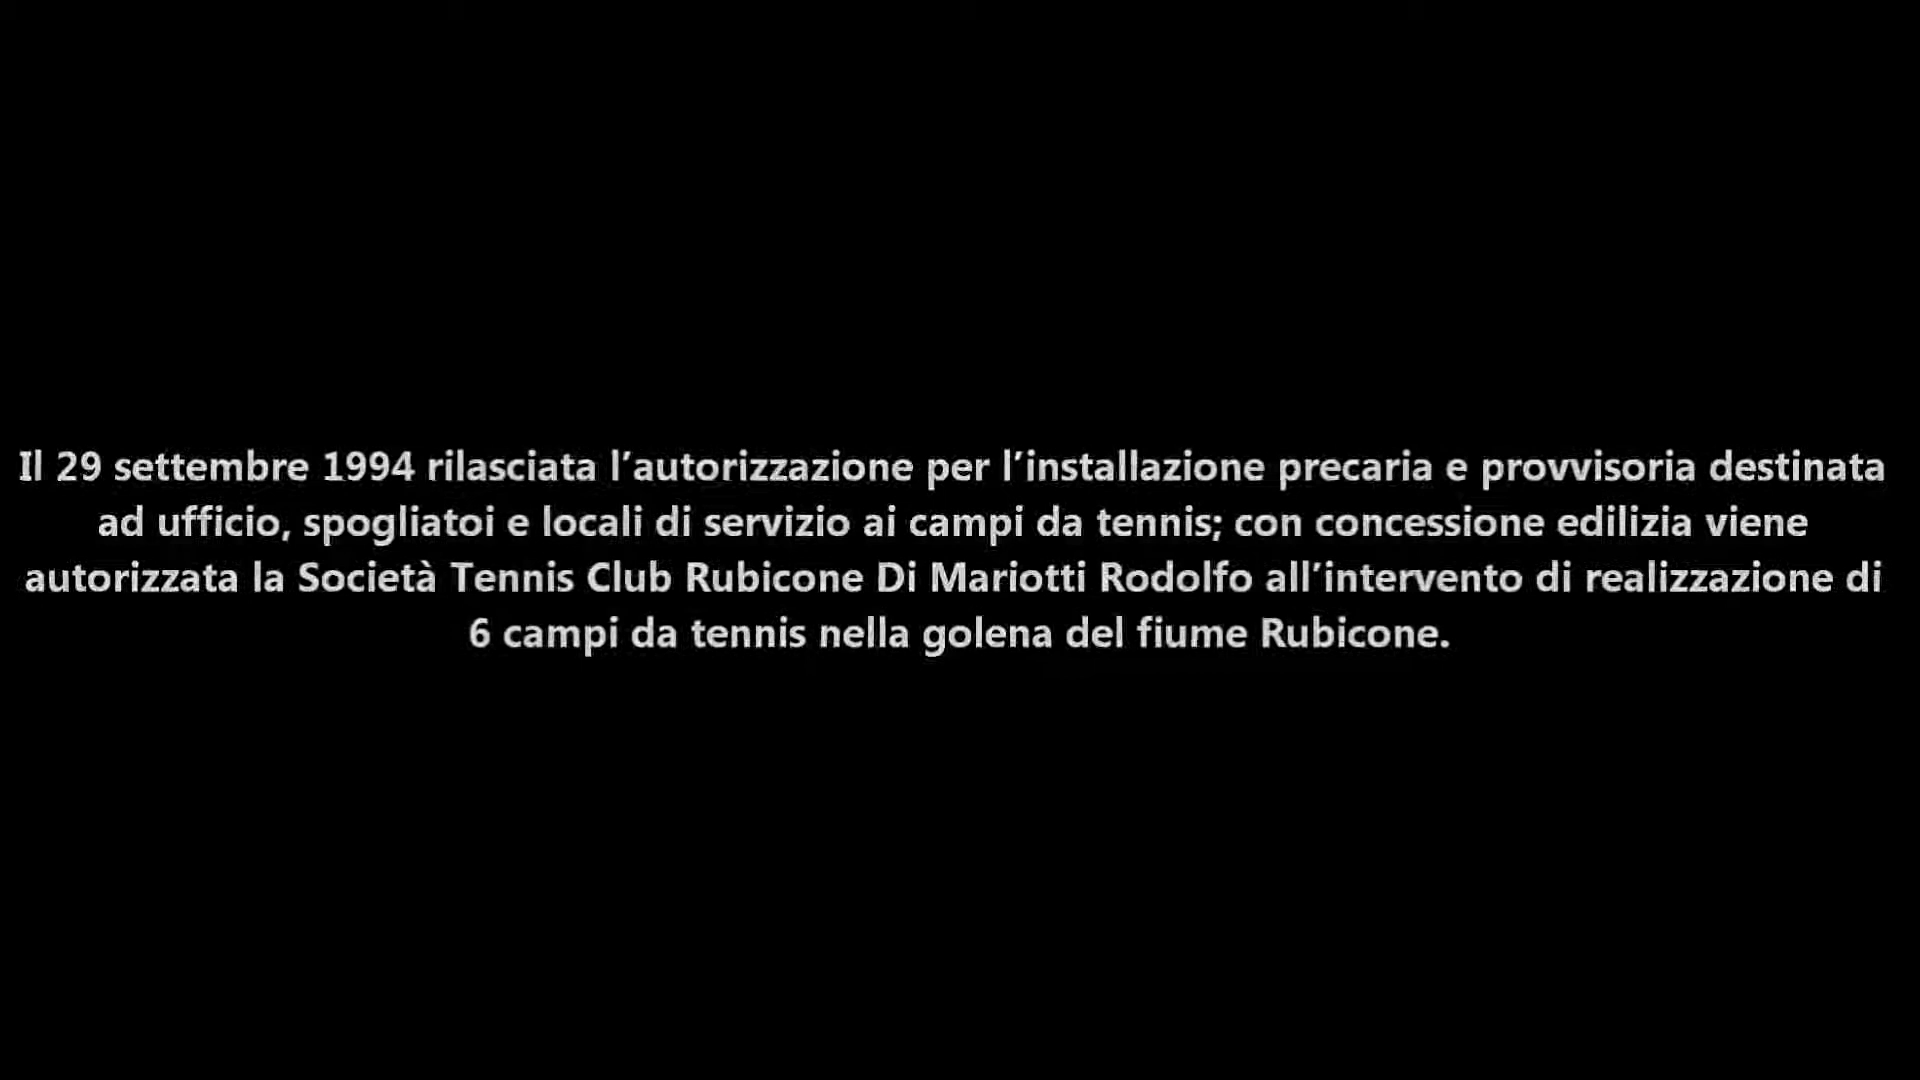 Il 29 settembre 1994 rilasciata l’autorizzazione per l’installazione precaria e provvisoria destinata
ad ufficio, spogliatoi e locali di servizio ai campi da tennis; con concessione edilizia viene
autorizzata la Società Tennis Club Rubicone Di Mariotti Rodolfo all’intervento di realizzazione di
6 campi da tennis nella golena del fiume Rubicone.